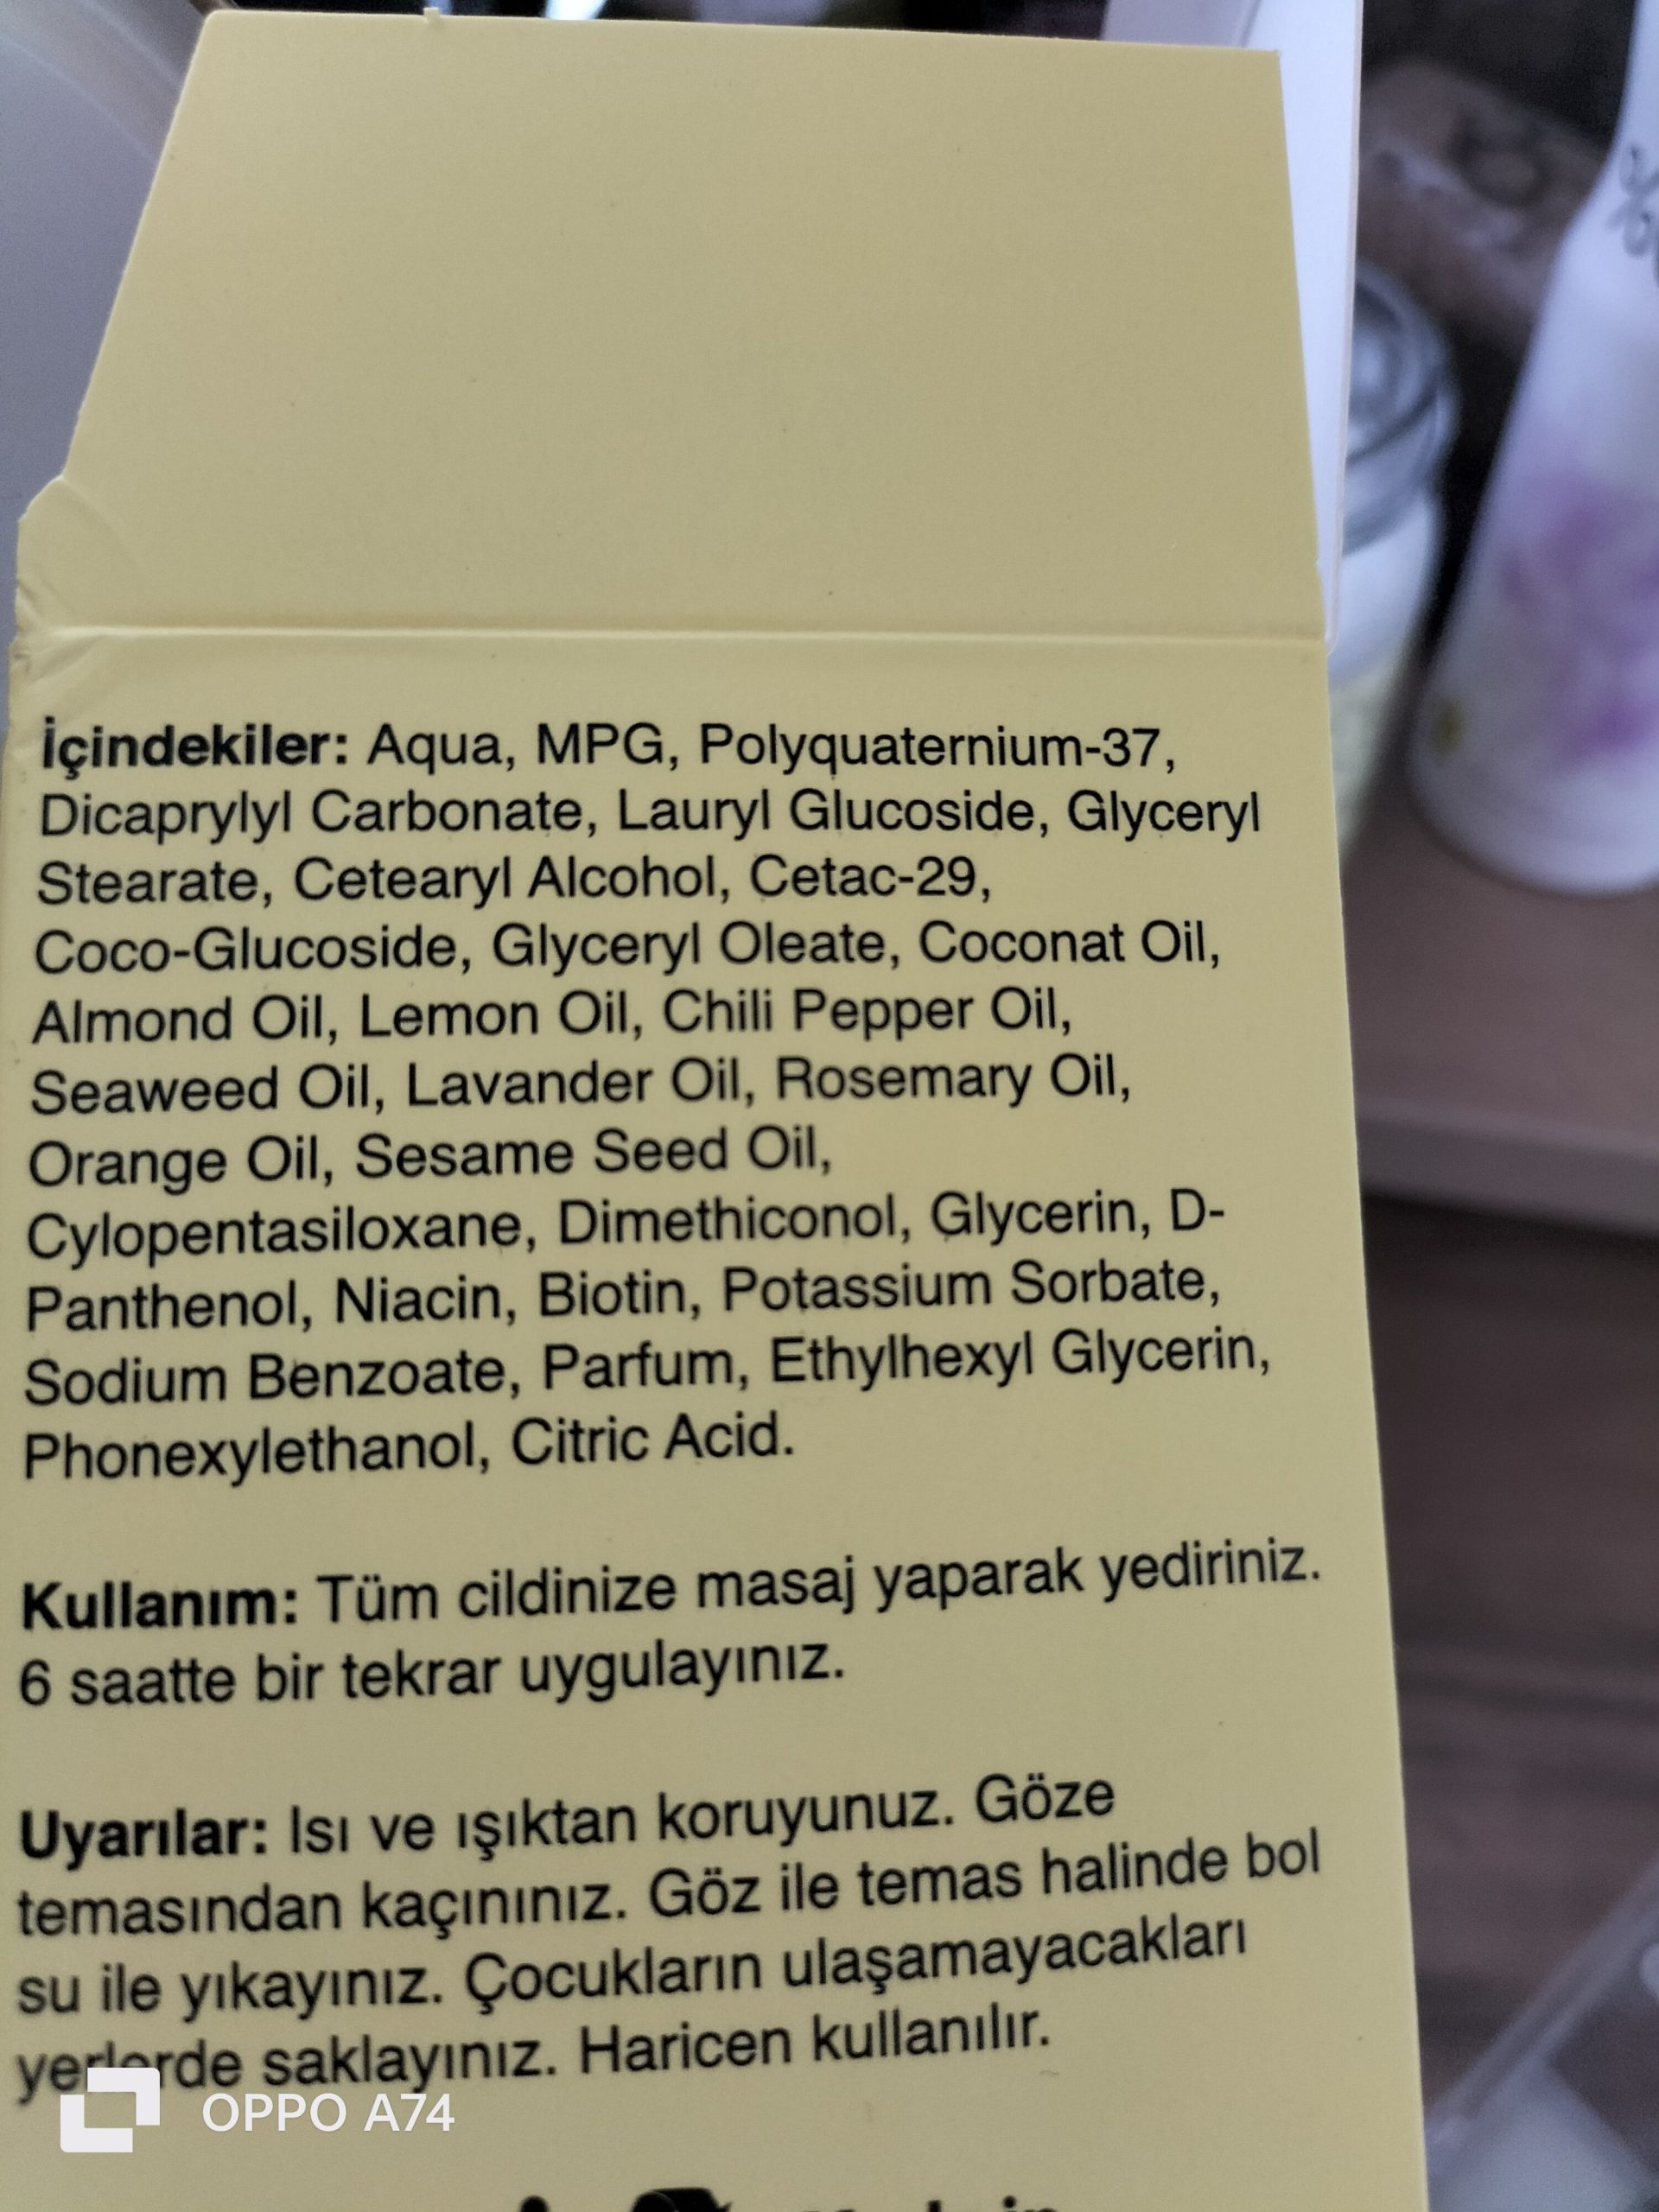 İçindekiler: Aqua, MPG, Polyquaternium-37,
Dicaprylyl Carbonate, Lauryl Glucoside, Glyceryl
Stearate, Cetearyl Alcohol, Cetac-29,
Coco-Glucoside, Glyceryl Oleate, Coconat Oil,
Almond Oil, Lemon Oil, Chili Pepper Oil,
Seaweed Oil, Lavander Oil, Rosemary Oil,
Orange Oil, Sesame Seed Oil,
Cylopentasiloxane, Dimethiconol, Glycerin, D-
Panthenol, Niacin, Biotin, Potassium Sorbate,
Sodium Benzoate, Parfum, Ethylhexyl Glycerin,
Phonexylethanol, Citric Acid.
Kullanım: Tüm cildinize masaj yaparak yediriniz.
6 saatte bir tekrar uygulayınız.
Uyarılar: Isı ve ışıktan koruyunuz. Göze
temasından kaçınınız. Göz ile temas halinde bol
su ile yıkayınız. Çocukların ulaşamayacakları
yerlerde saklayınız. Haricen kullanılır.
OPPO A74